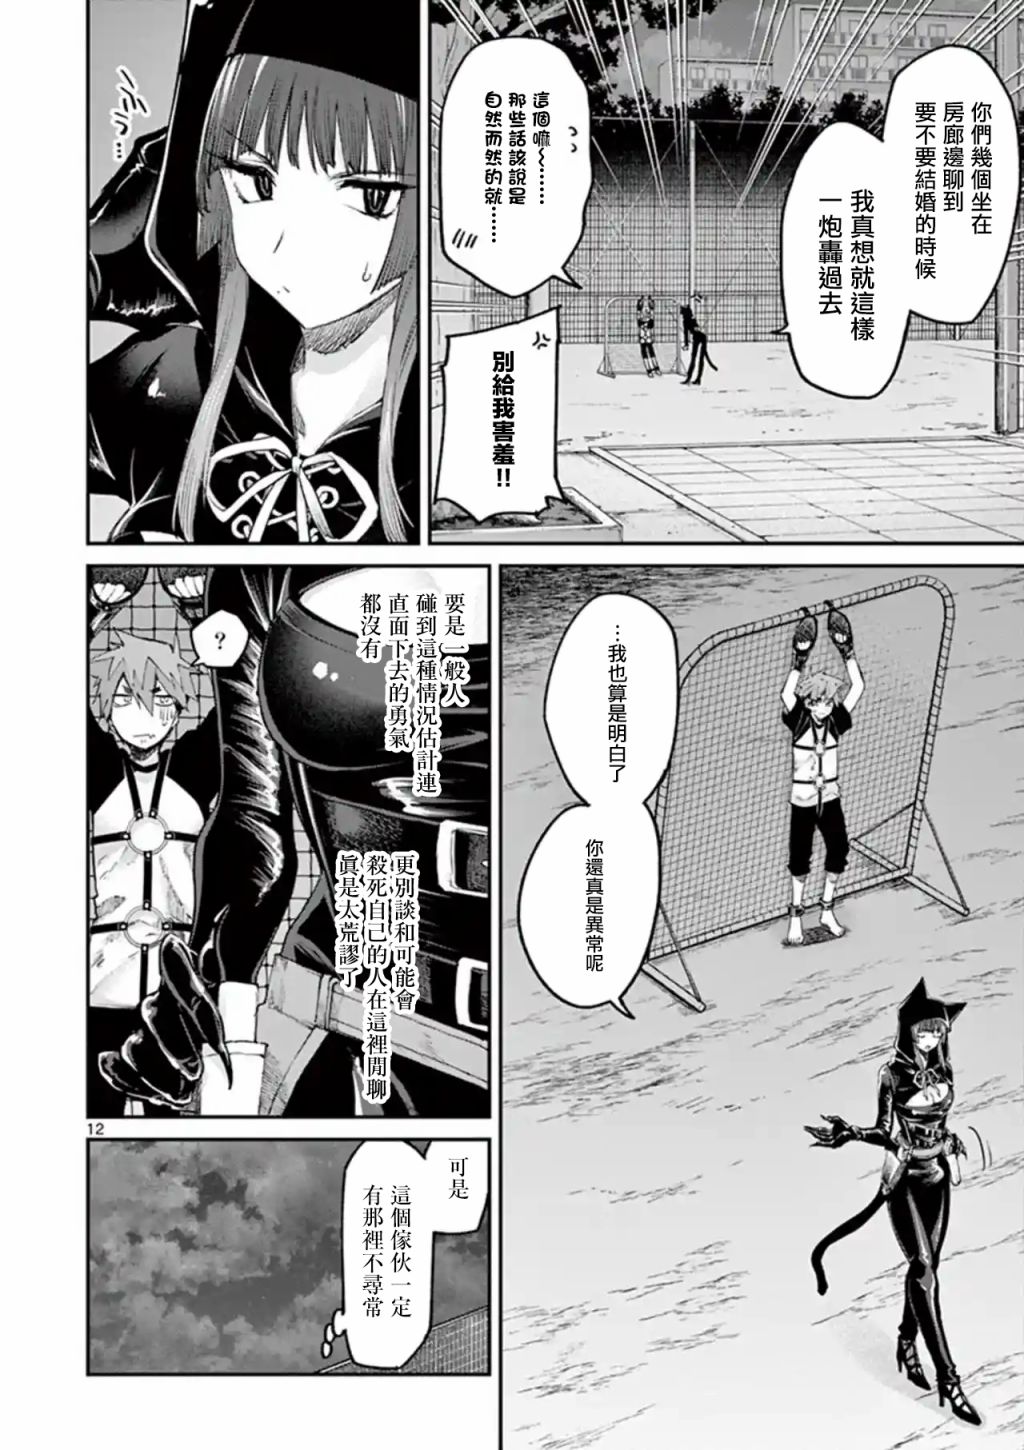 你們幾個坐在
房廊邊聊到
要不要結婚的時候
我真想就這樣
一炮轟過去
這個嘛～……
那些話該說是
自然而然的就……
別給我害羞!!
…我也算是明白了
你還真是異常呢
要是一般人
碰到這種情況估計連
直面下去的勇氣
都沒有
?
更別談和可能會
殺死自己的人在這裡閒聊
真是太荒謬了
可是
這個傢伙一定
有那裡不尋常
12